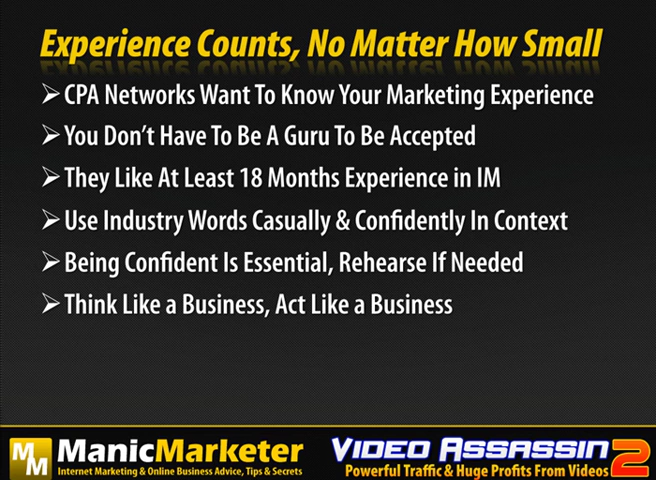 Experience Counts, No Matter How Small
CPA Networks Want To Know Your Marketing Experience
You Don't Have To Be A Guru To Be Accepted
They Like At Least 18 Months Experience in IM
Use Industry Words Casually & Confidently In Context
Being Confident Is Essential, Rehearse If Needed
Think Like a Business, Act Like a Business
MM ManicMarketer
Internet Marketing & Online Business Advice, Tips & Secrets
Video Assassin 2
Powerful Traffic & Huge Profits From Videos